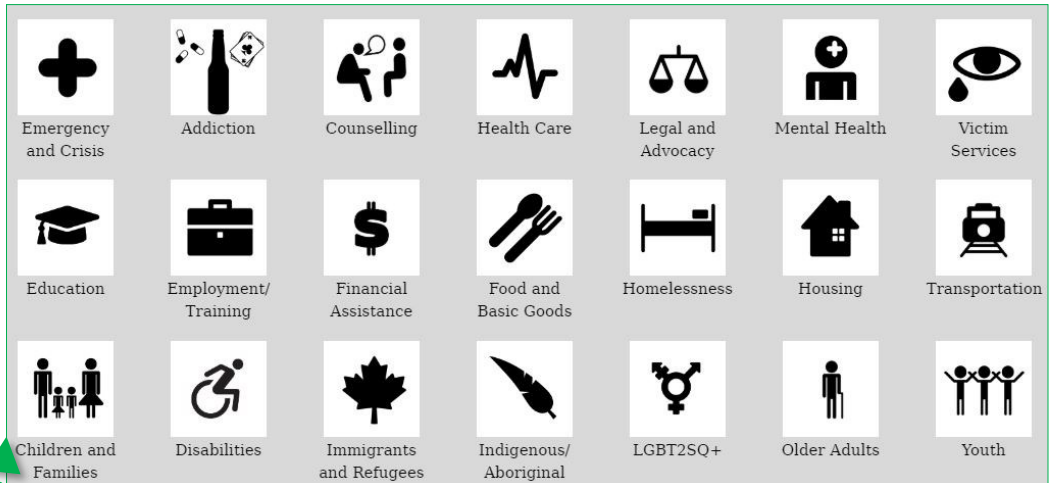 Emergency
and Crisis
Addiction
Counselling
Health Care
Legal and
Advocacy
Mental Health
Victim
Services
Education
Employment/
Training
$
Financial
Assistance
Food and
Basic Goods
Homelessness
Housing
Transportation
Children and
Families
Disabilities
Immigrants
and Refugees
Indigenous/
Aboriginal
LGBT2SQ+
Older Adults
Youth